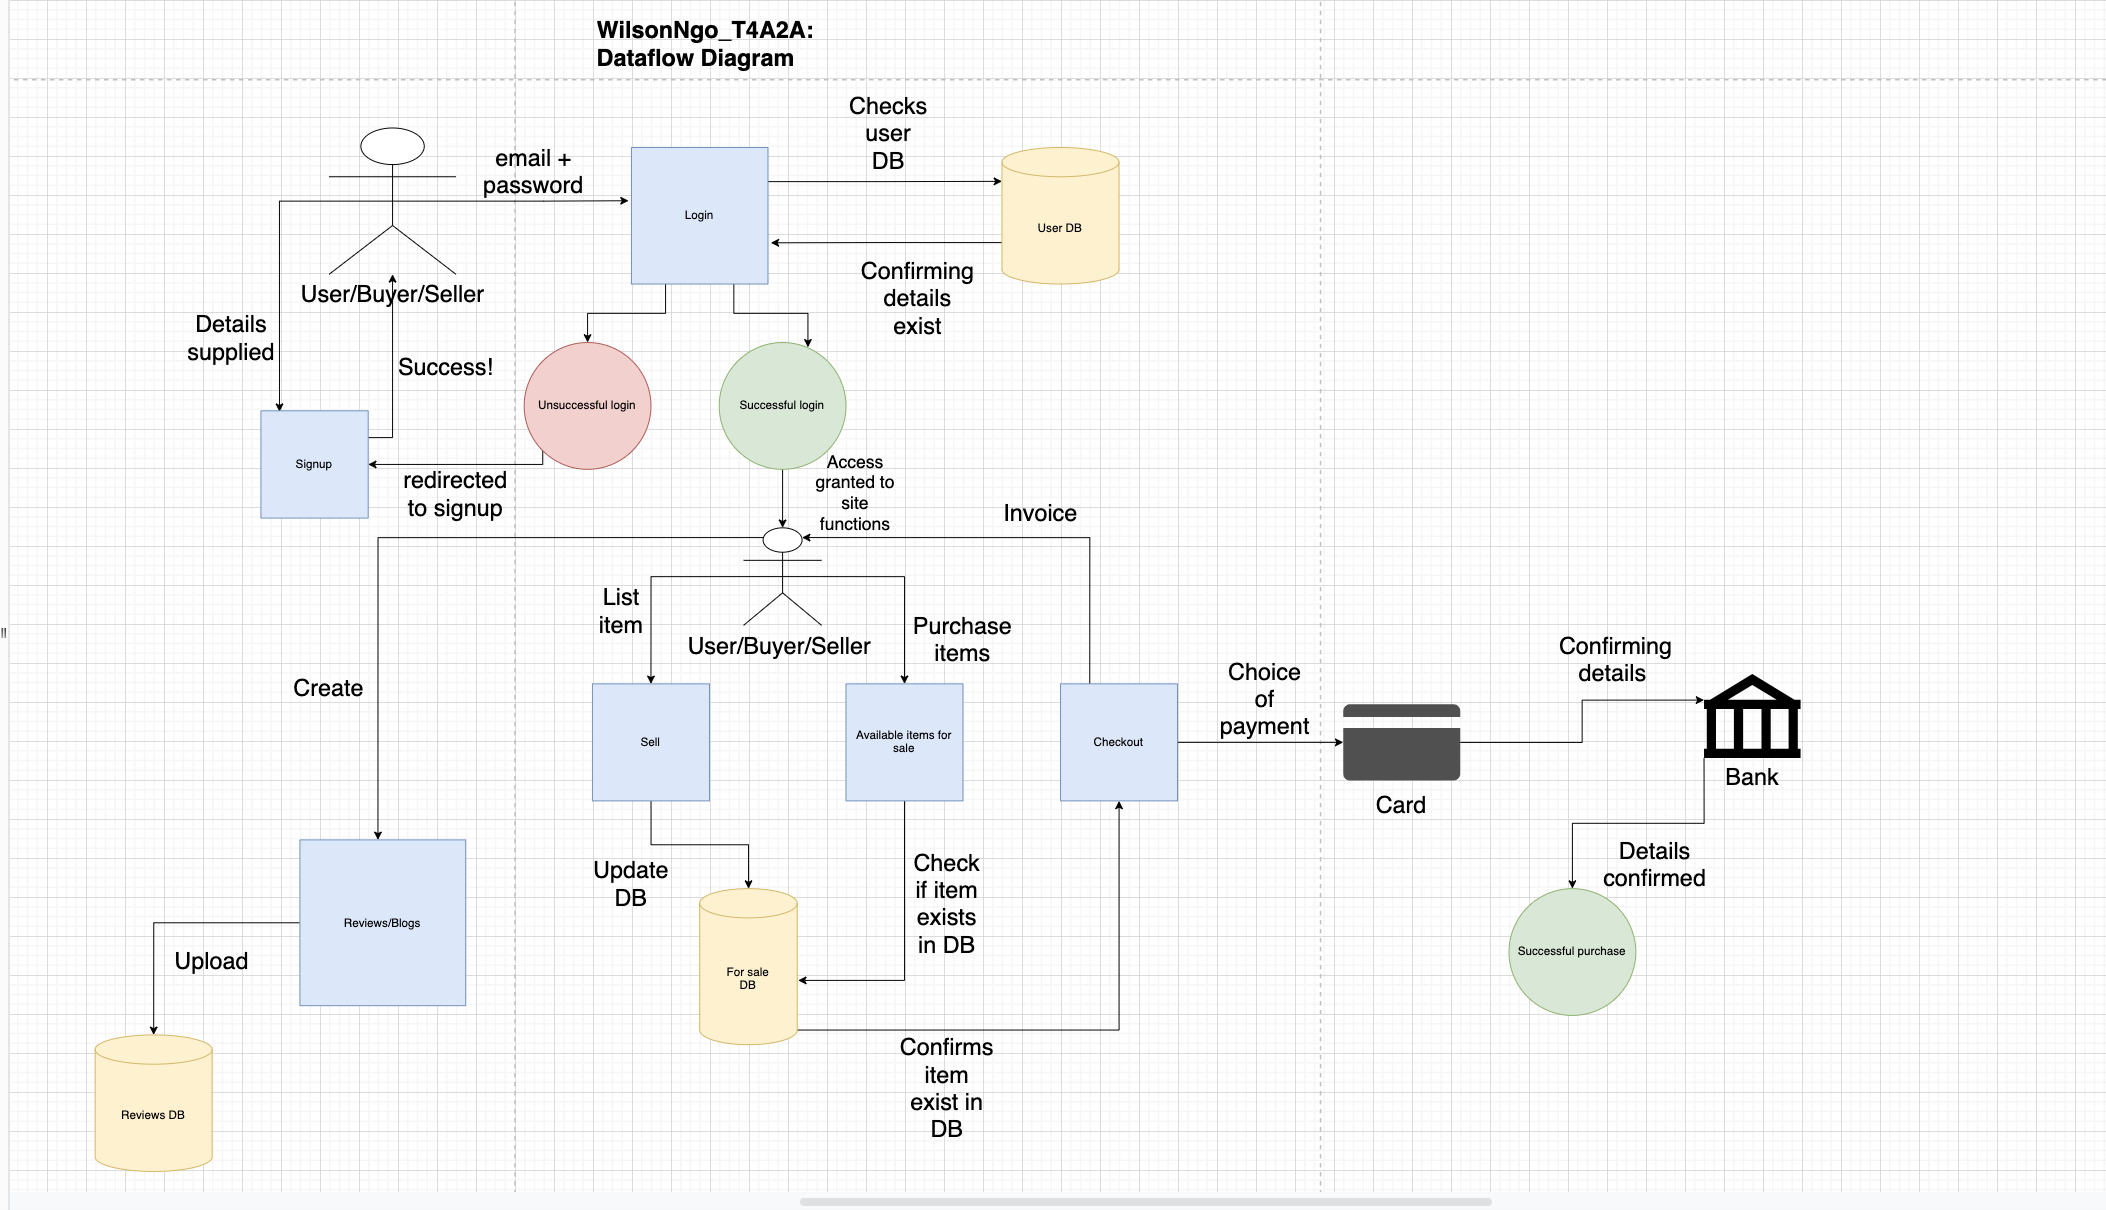 WilsonNgo_T4A2A:
Dataflow Diagram
Checks
user
DB
email +
password
Login
User DB
Confirming
details
exist
User/Buyer/Seller
Details
supplied
Success!
Unsuccessful login
Successful login
Signup
redirected
to signup
Access
granted to
site
functions
Invoice
List
item
User/Buyer/Seller
Purchase
items
Create
Choice
of
payment
Confirming
details
Sell
Available items for
sale
Checkout
Card
Bank
Update
DB
Check
if item
exists
in DB
Details
confirmed
Reviews/Blogs
Upload
For sale
DB
Successful purchase
Confirms
item
exist in
DB
Reviews DB